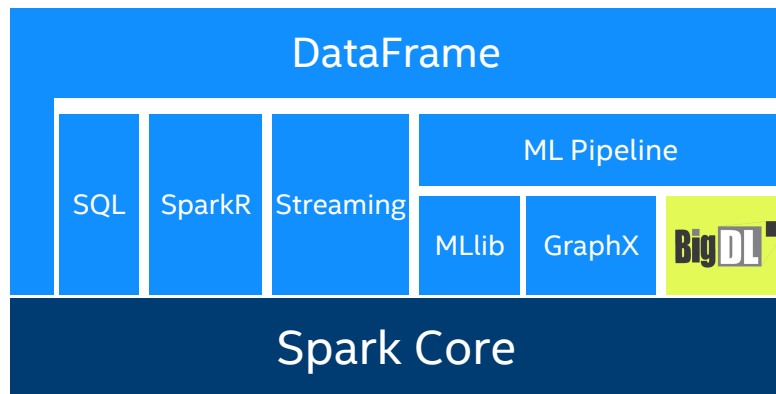 DataFrame
SQL
SparkR
Streaming
ML Pipeline
MLlib
GraphX
BigDL
Spark Core